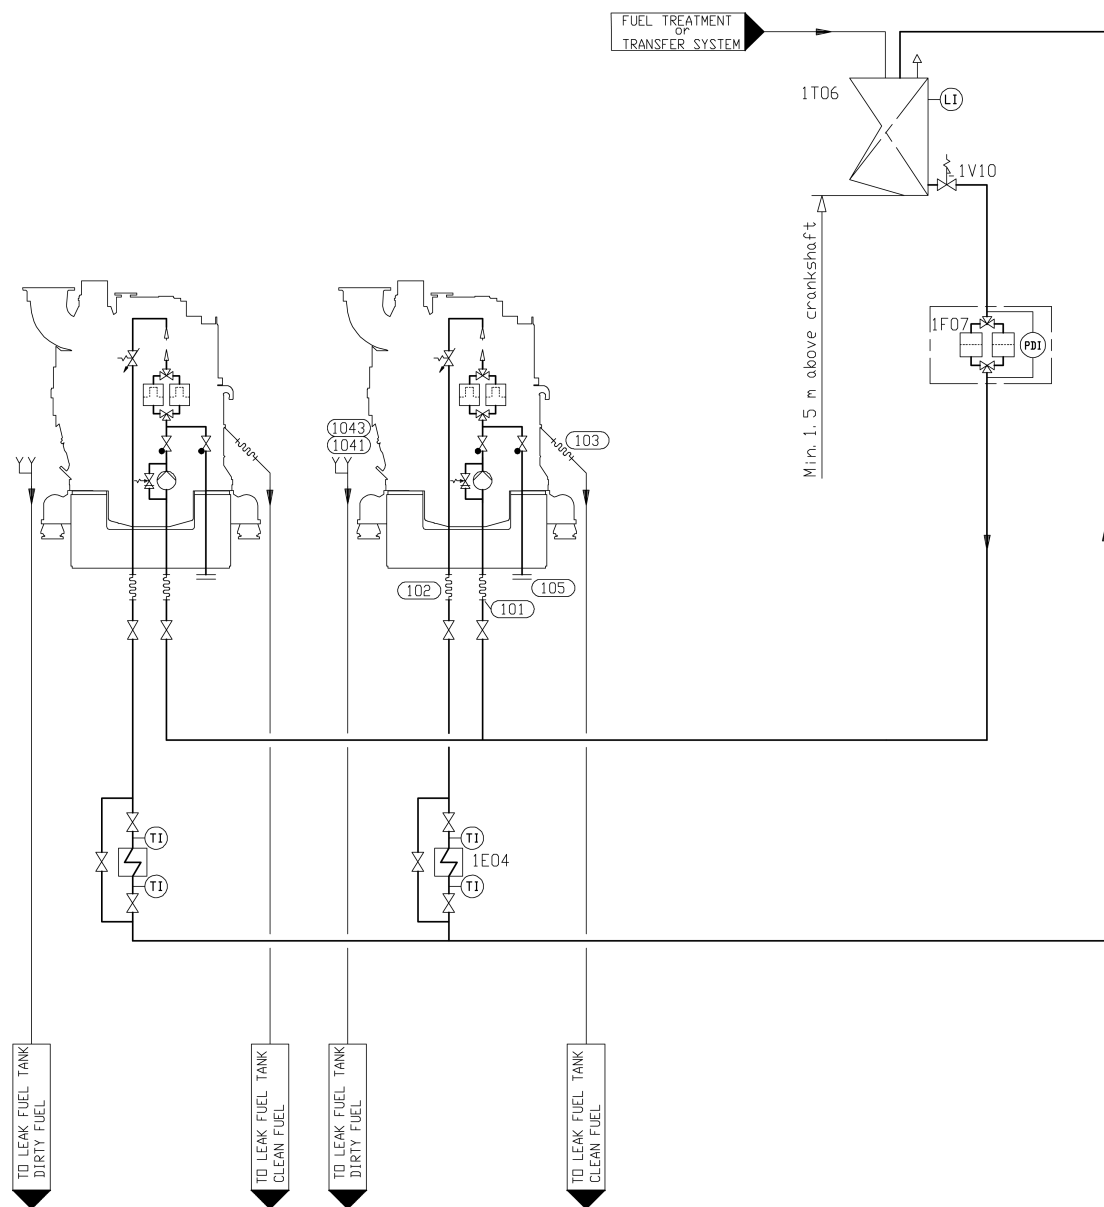 FUEL TREATMENT
or
TRANSFER SYSTEM
1T06
LI
1V10
Min. 1.5 m above crankshaft
1F07
PDI
1043
1041
103
102
105
101
TI
TI
TI
1E04
TI
TO LEAK FUEL TANK
DIRTY FUEL
TO LEAK FUEL TANK
CLEAN FUEL
TO LEAK FUEL TANK
DIRTY FUEL
TO LEAK FUEL TANK
CLEAN FUEL